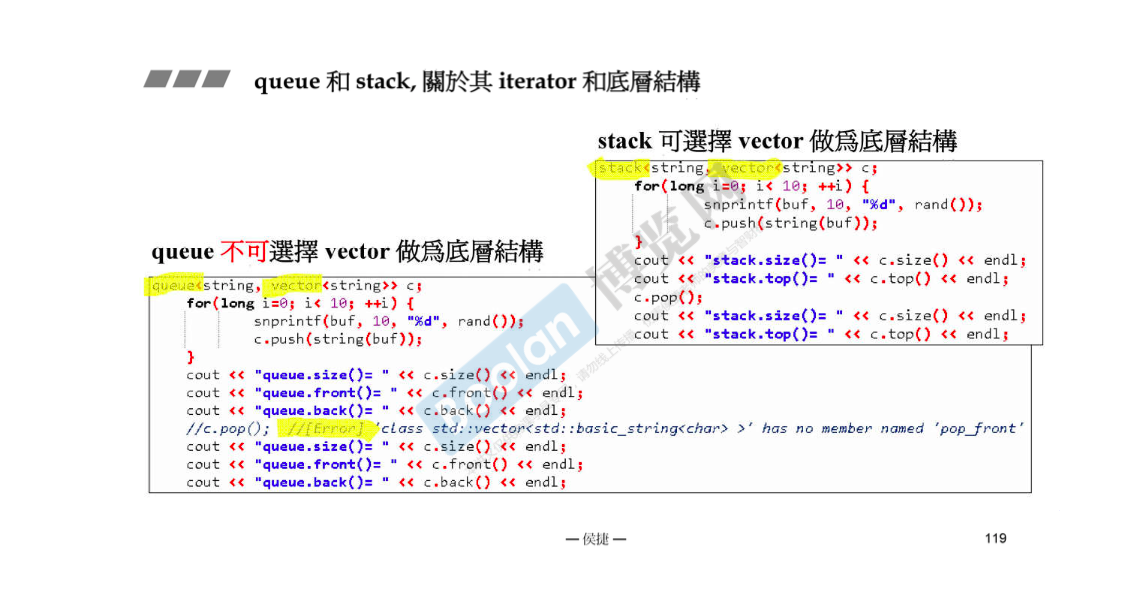 queue 和 stack, 關於其 iterator 和底層結構
stack 可選擇 vector 做爲底層結構
stack<string, vector<string>> c;
for(long i=0; i< 10; ++i) {
snprintf(buf, 10, "%d", rand());
c.push(string(buf));
}
cout << "stack.size()= " << c.size() << endl;
cout << "stack.top()= " << c.top() << endl;
c.pop();
cout << "stack.size()= " << c.size() << endl;
cout << "stack.top()= " << c.top() << endl;
queue 不可選擇 vector 做爲底層結構
queue<string, vector<string>> c;
for(long i=0; i< 10; ++i) {
snprintf(buf, 10, "%d", rand());
c.push(string(buf));
}
cout << "queue.size()= " << c.size() << endl;
cout << "queue.front()= " << c.front() << endl;
cout << "queue.back()= " << c.back() << endl;
//c.pop(); //[Error] 'class std::vector<std::basic_string<char> >' has no member named 'pop_front'
cout << "queue.size()= " << c.size() << endl;
cout << "queue.front()= " << c.front() << endl;
cout << "queue.back()= " << c.back() << endl;
Boolan 博览网
— 侯捷 —
119